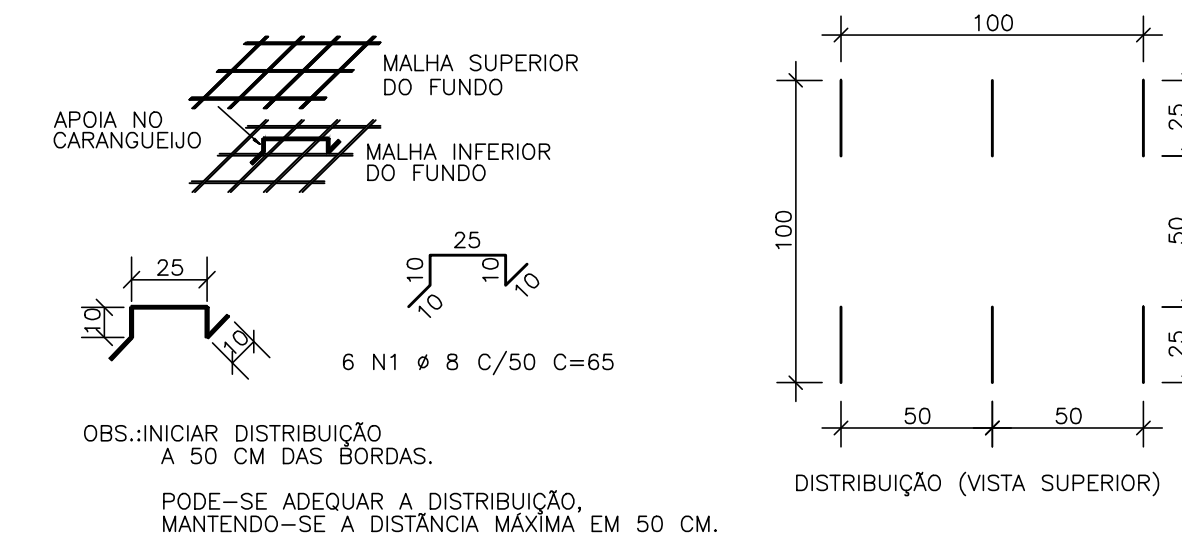 MALHA SUPERIOR
DO FUNDO
APOIA NO
CARANGUEIJO
MALHA INFERIOR
DO FUNDO
25
10
10
25
10
10
10
10
6 N1 ø 8 C/50 C=65
OBS.:INICIAR DISTRIBUIÇÃO
A 50 CM DAS BORDAS.
PODE-SE ADEQUAR A DISTRIBUIÇÃO,
MANTENDO-SE A DISTÃNCIA MÁXIMA EM 50 CM.
100
100
25
50
25
50
50
DISTRIBUIÇÃO (VISTA SUPERIOR)